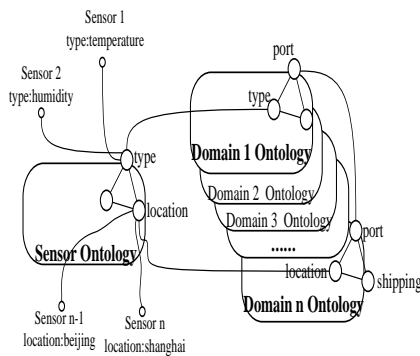 Sensor 1
type:temperature
Sensor 2
type:humidity
port
type
Domain 1 Ontology
type
Domain 2 Ontology
location
Domain 3 Ontology
port
Sensor Ontology
......
location
shipping
Domain n Ontology
Sensor n-1
location:beijing
Sensor n
location:shanghai